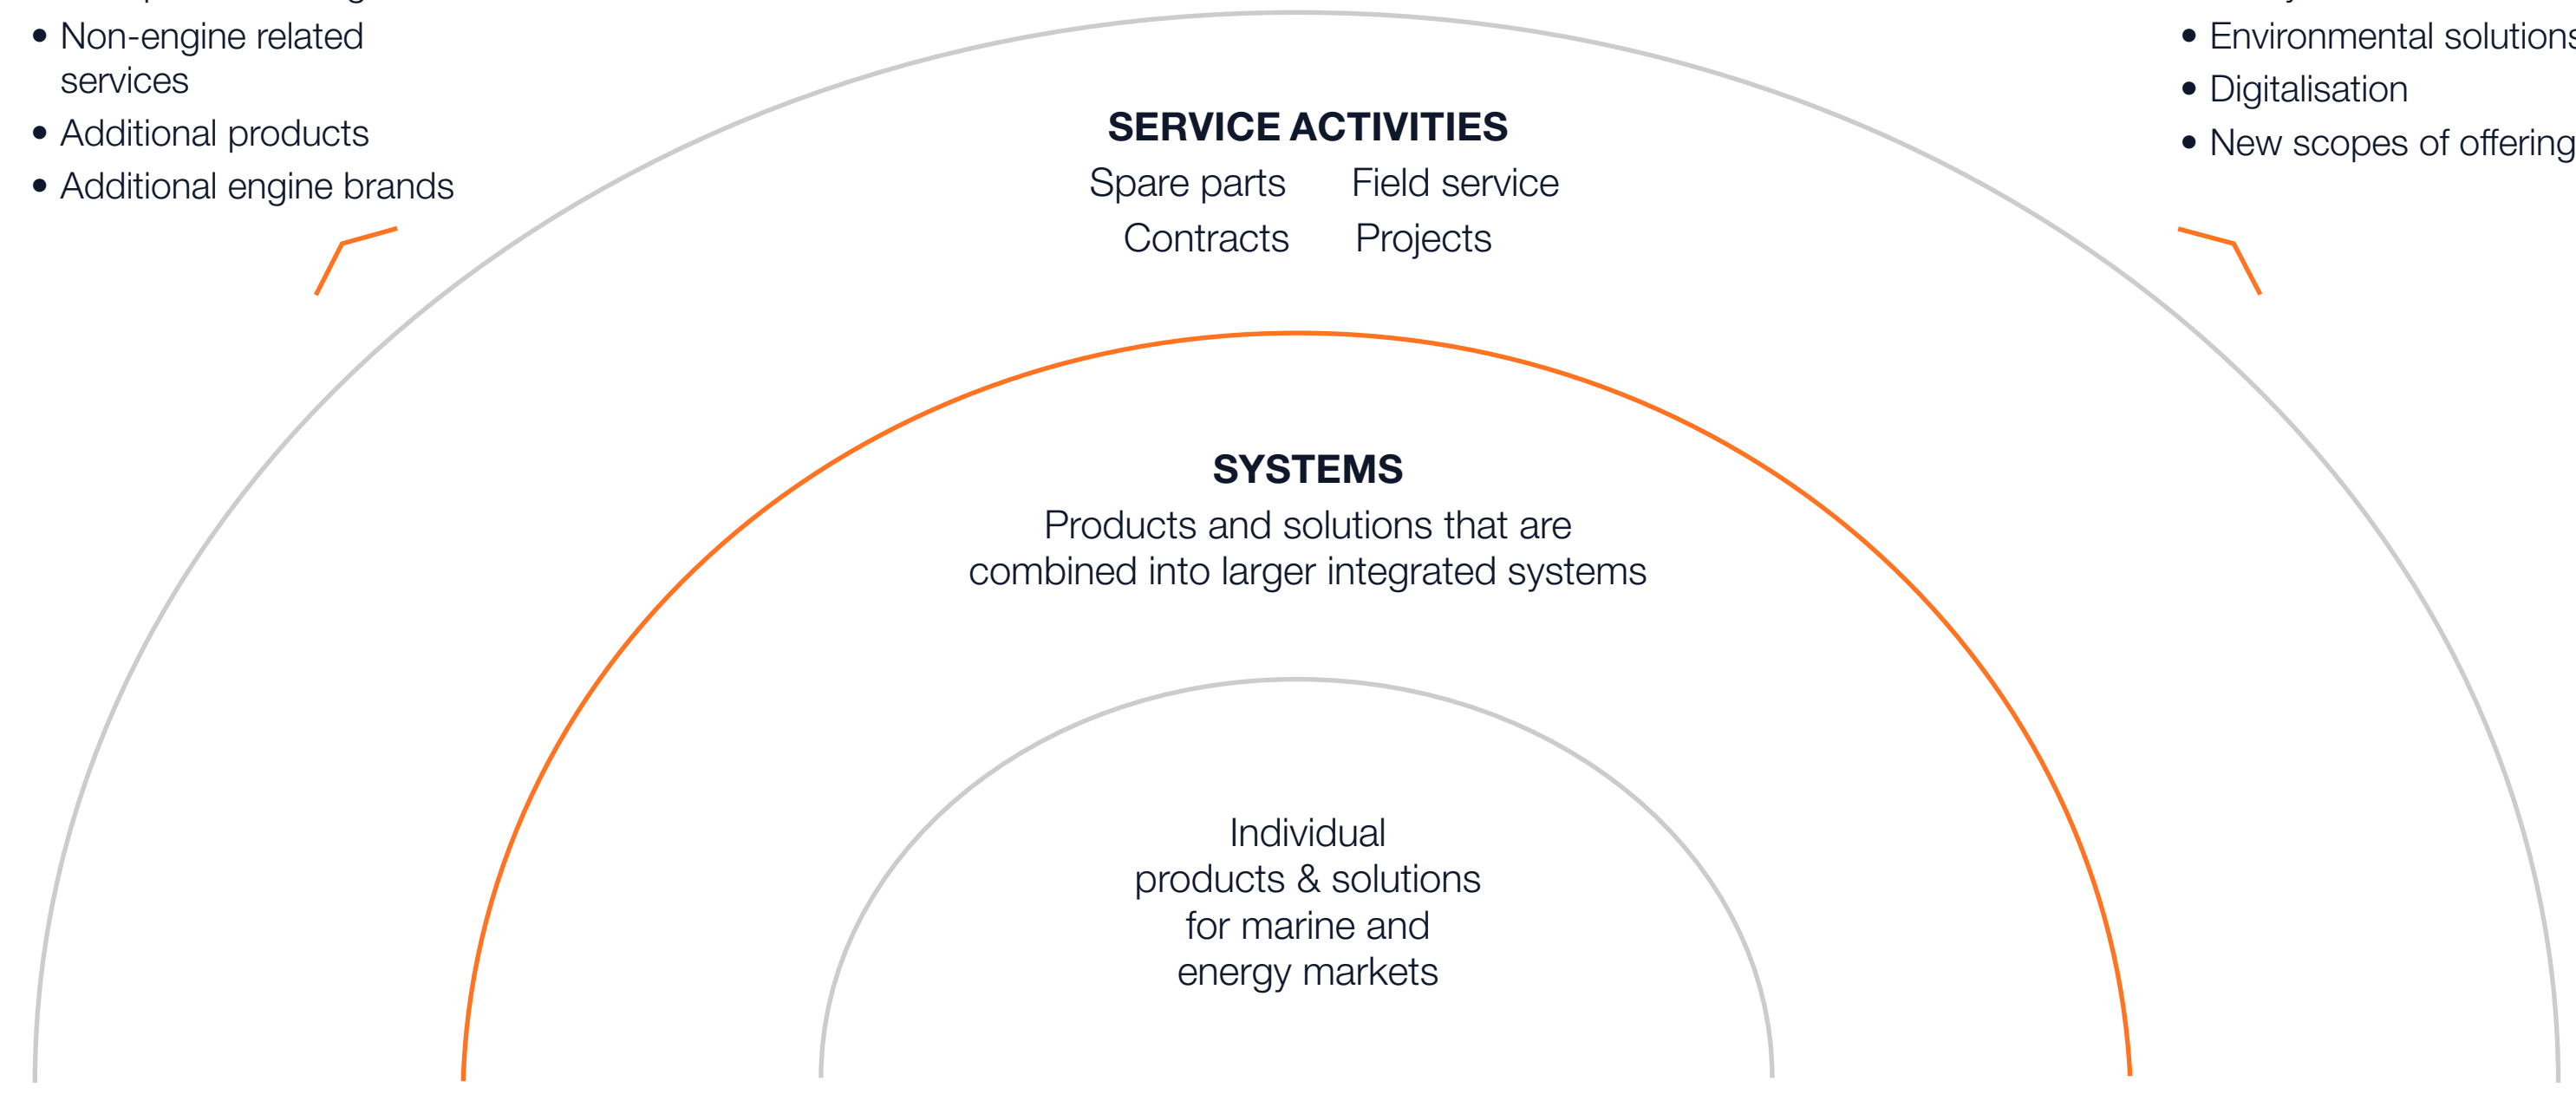 • Non-engine related
services
• Additional products
• Additional engine brands
• Environmental solutions
• Digitalisation
• New scopes of offering
SERVICE ACTIVITIES
Spare parts Field service
Contracts Projects
SYSTEMS
Products and solutions that are
combined into larger integrated systems
Individual
products & solutions
for marine and
energy markets